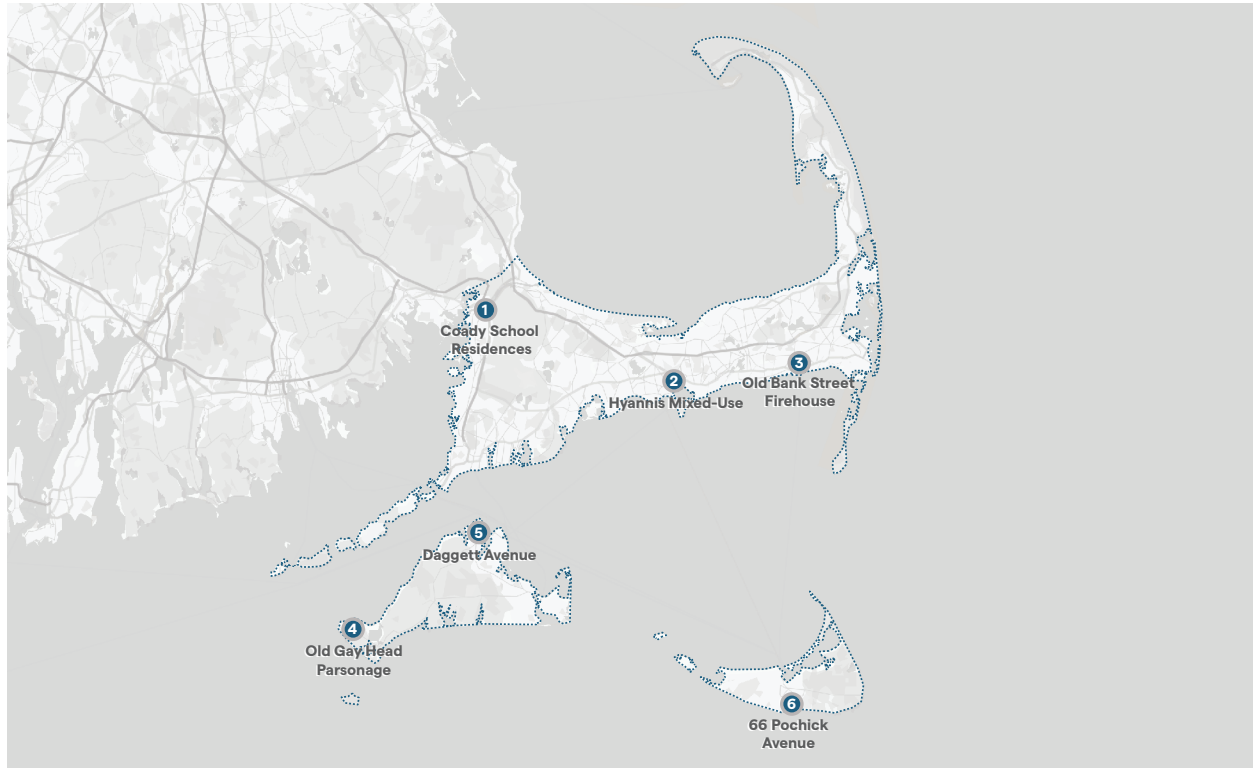 1
Coady School
Residences
2
Hyannis Mixed-Use
3
Old Bank Street
Firehouse
5
Daggett Avenue
4
Old Gay Head
Parsonage
6
66 Pochick
Avenue